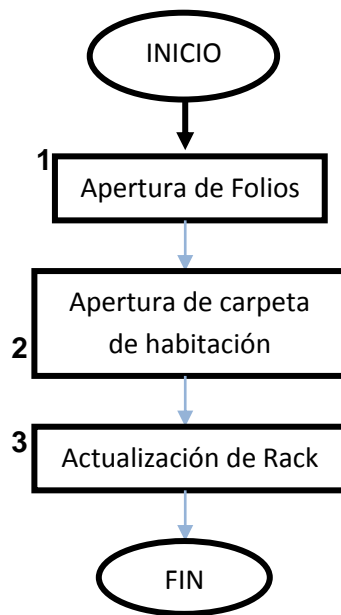 INICIO
1
Apertura de Folios
Apertura de carpeta
de habitación
2
3
Actualización de Rack
FIN